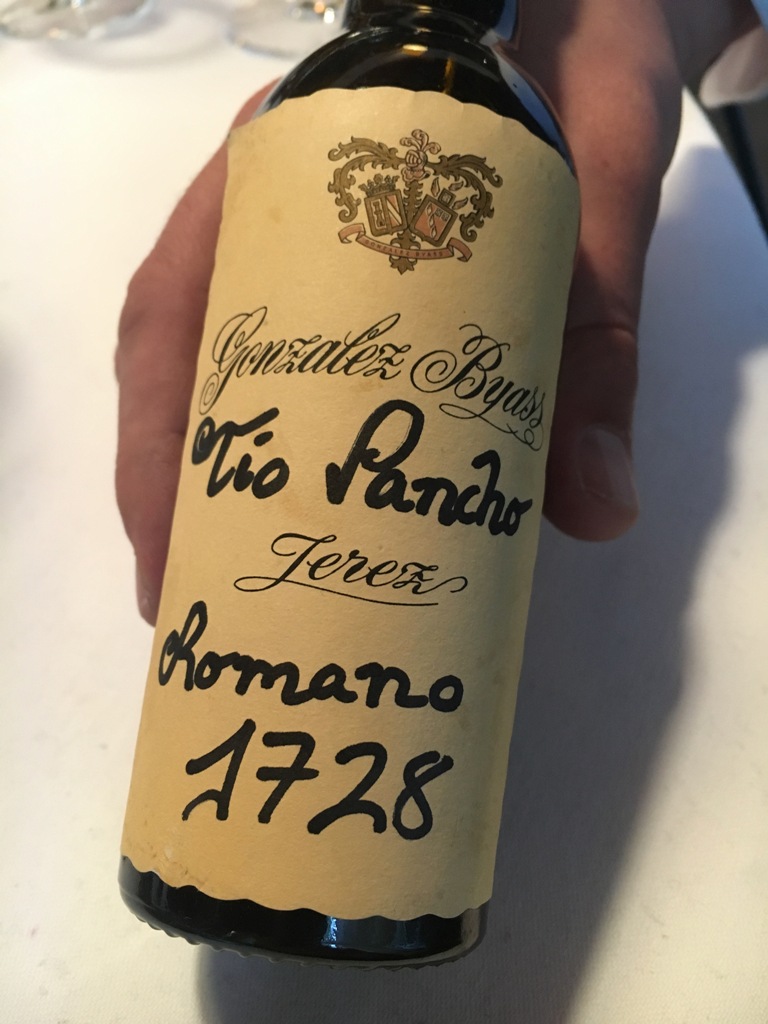 Gonzalez Byass
Tio Pancho
Jerez
Romano
1728